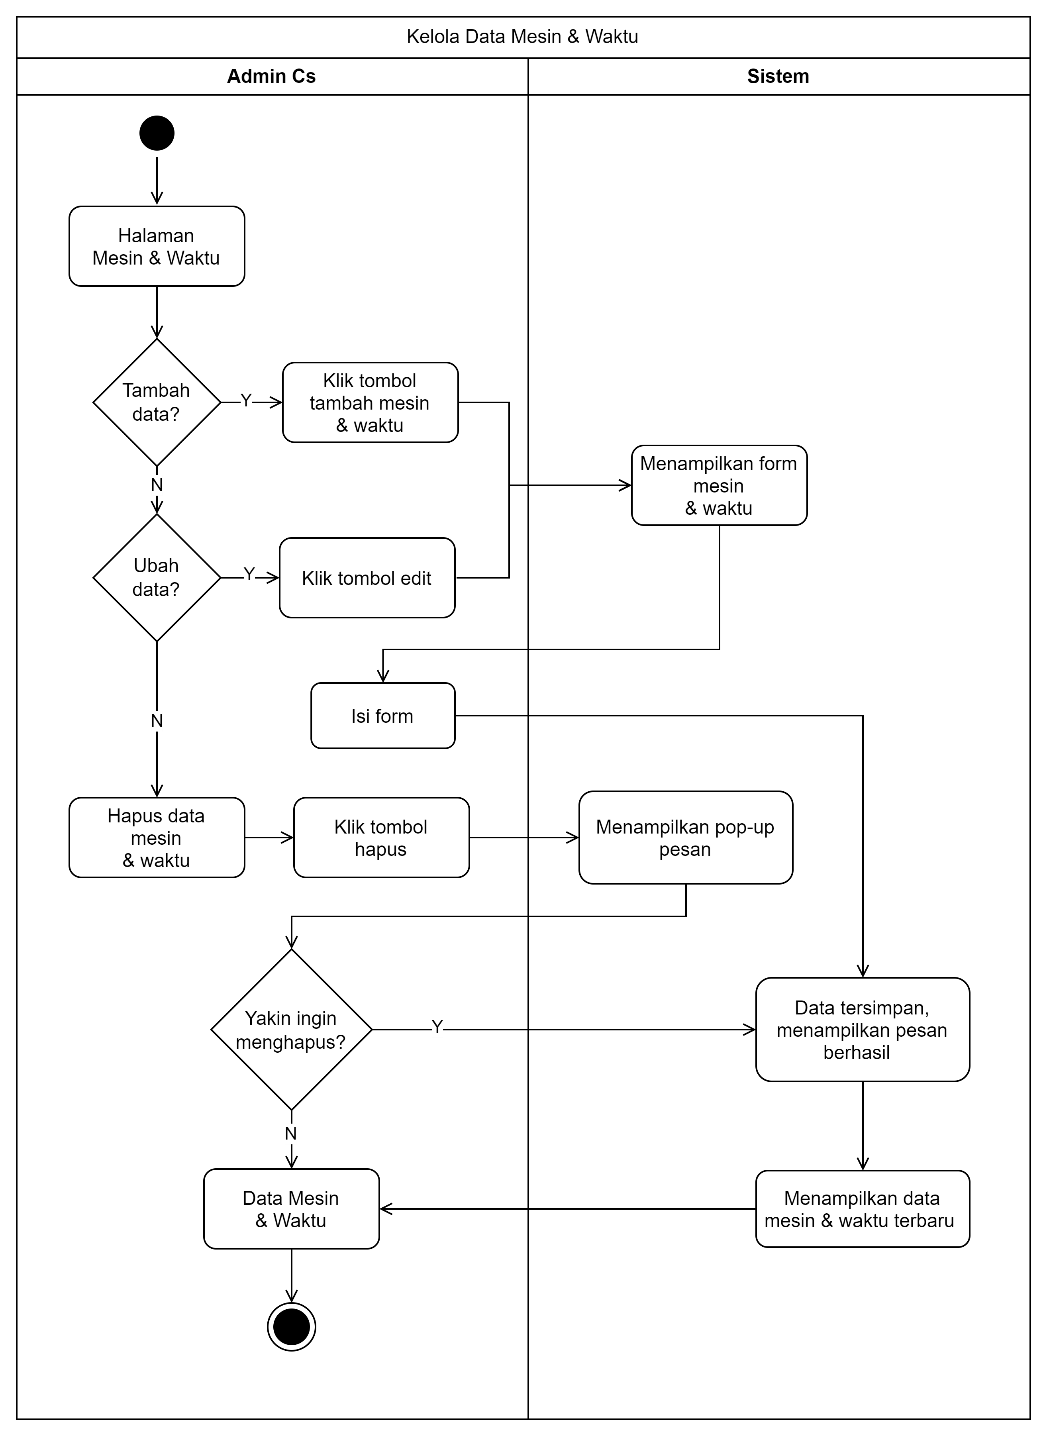 Kelola Data Mesin & Waktu
Admin Cs
Sistem
Halaman
Mesin & Waktu
Tambah
data?
Y
Klik tombol
tambah mesin
& waktu
Menampilkan form
mesin
& waktu
N
Ubah
data?
Y
Klik tombol edit
Isi form
N
Hapus data
mesin
& waktu
Klik tombol
hapus
Menampilkan pop-up
pesan
Yakin ingin
menghapus?
Y
Data tersimpan,
menampilkan pesan
berhasil
N
Data Mesin
& Waktu
Menampilkan data
mesin & waktu terbaru